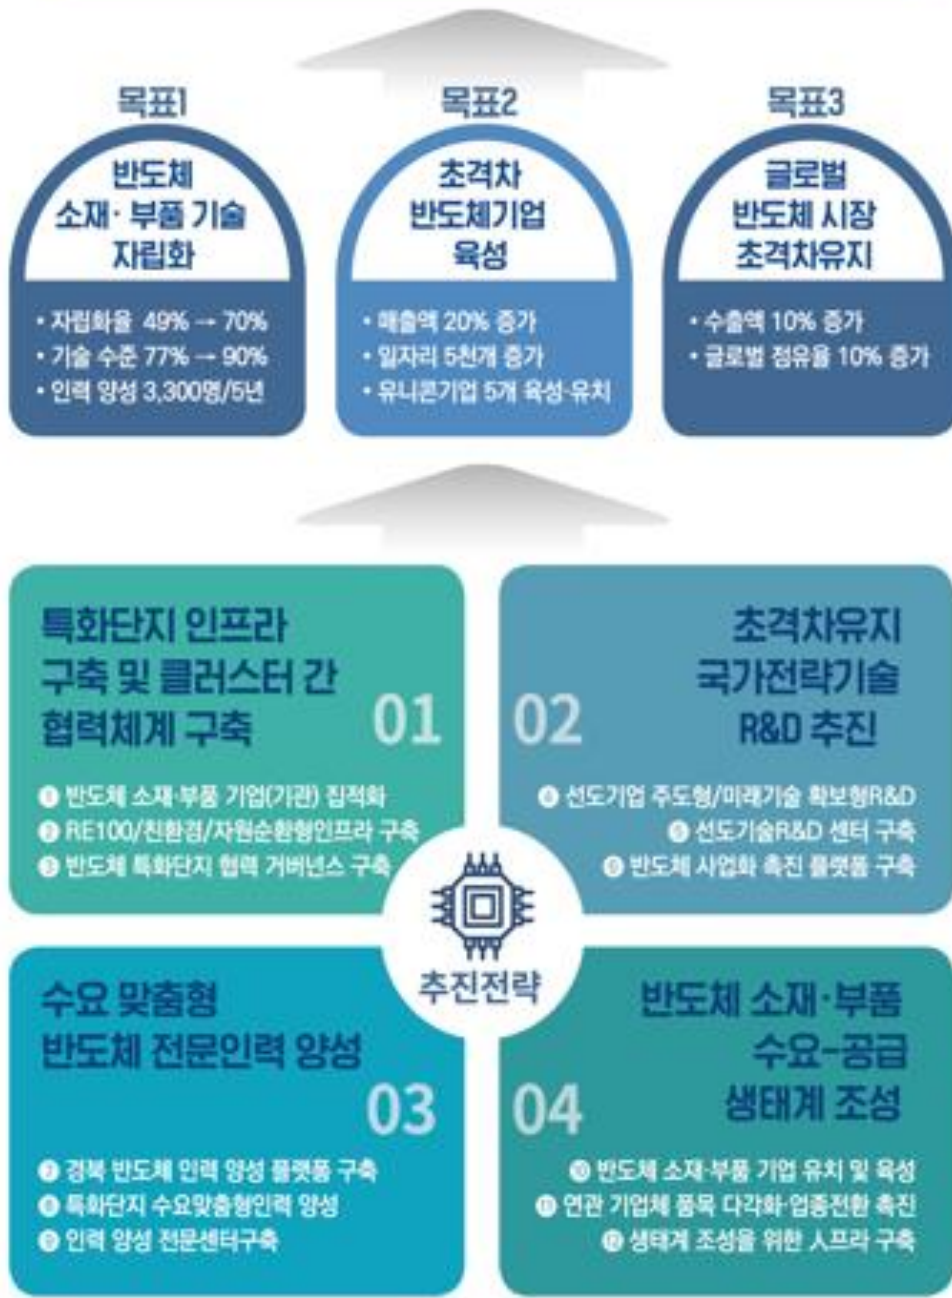 목표1
반도체
소재·부품 기술
자립화
• 자립화율 49% → 70%
• 기술 수준 77% → 90%
• 인력 양성 3,300명/5년
목표2
초격차
반도체기업
육성
• 매출액 20% 증가
• 일자리 5천개 증가
• 유니콘기업 5개 육성·유치
목표3
글로벌
반도체 시장
초격차유지
• 수출액 10% 증가
• 글로벌 점유율 10% 증가
특화단지 인프라
구축 및 클러스터 간
협력체계 구축
01
❶ 반도체 소재·부품 기업(기관) 집적화
❷ RE100/친환경/자원순환형인프라 구축
❸ 반도체 특화단지 협력 거버넌스 구축
초격차유지
국가전략기술
R&D 추진
02
❹ 선도기업 주도형/미래기술 확보형R&D
❺ 선도기술R&D 센터 구축
❻ 반도체 사업화 촉진 플랫폼 구축
추진전략
수요 맞춤형
반도체 전문인력 양성
03
❼ 경북 반도체 인력 양성 플랫폼 구축
❽ 특화단지 수요맞춤형인력 양성
❾ 인력 양성 전문센터구축
반도체 소재·부품
수요-공급
생태계 조성
04
❿ 반도체 소재·부품 기업 유치 및 육성
⓫ 연관 기업체 품목 다각화·업종전환 촉진
⓬ 생태계 조성을 위한 人프라 구축